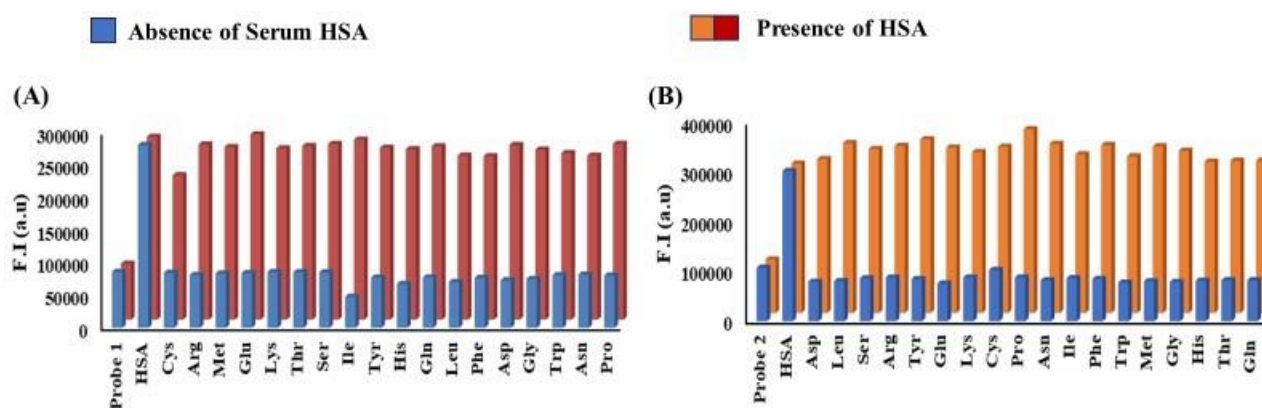 Absence of Serum HSA
Presence of HSA
(A)
F.I (a.u)
300000
250000
200000
150000
100000
50000
0
Probe 1
HSA
Cys
Arg
Met
Glu
Lys
Thr
Ser
Ile
Tyr
His
Gln
Leu
Phe
Asp
Gly
Trp
Asn
Pro
(B)
F.I (a.u)
400000
300000
200000
100000
0
Probe 2
HSA
Asp
Leu
Ser
Arg
Tyr
Glu
Lys
Cys
Pro
Asn
Ile
Phe
Trp
Met
Gly
His
Thr
Gln